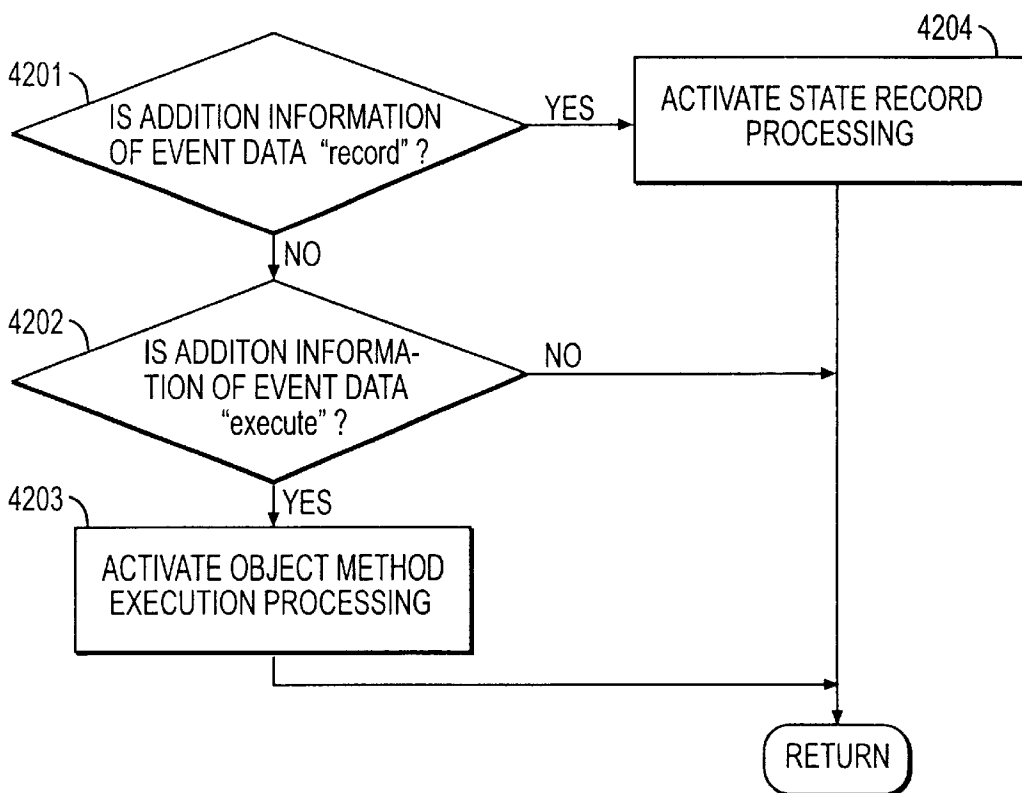 4201
IS ADDITION INFORMATION
OF EVENT DATA "record" ?
YES
4204
ACTIVATE STATE RECORD
PROCESSING
NO
4202
IS ADDITON INFORMA-
TION OF EVENT DATA
"execute" ?
NO
YES
4203
ACTIVATE OBJECT METHOD
EXECUTION PROCESSING
RETURN